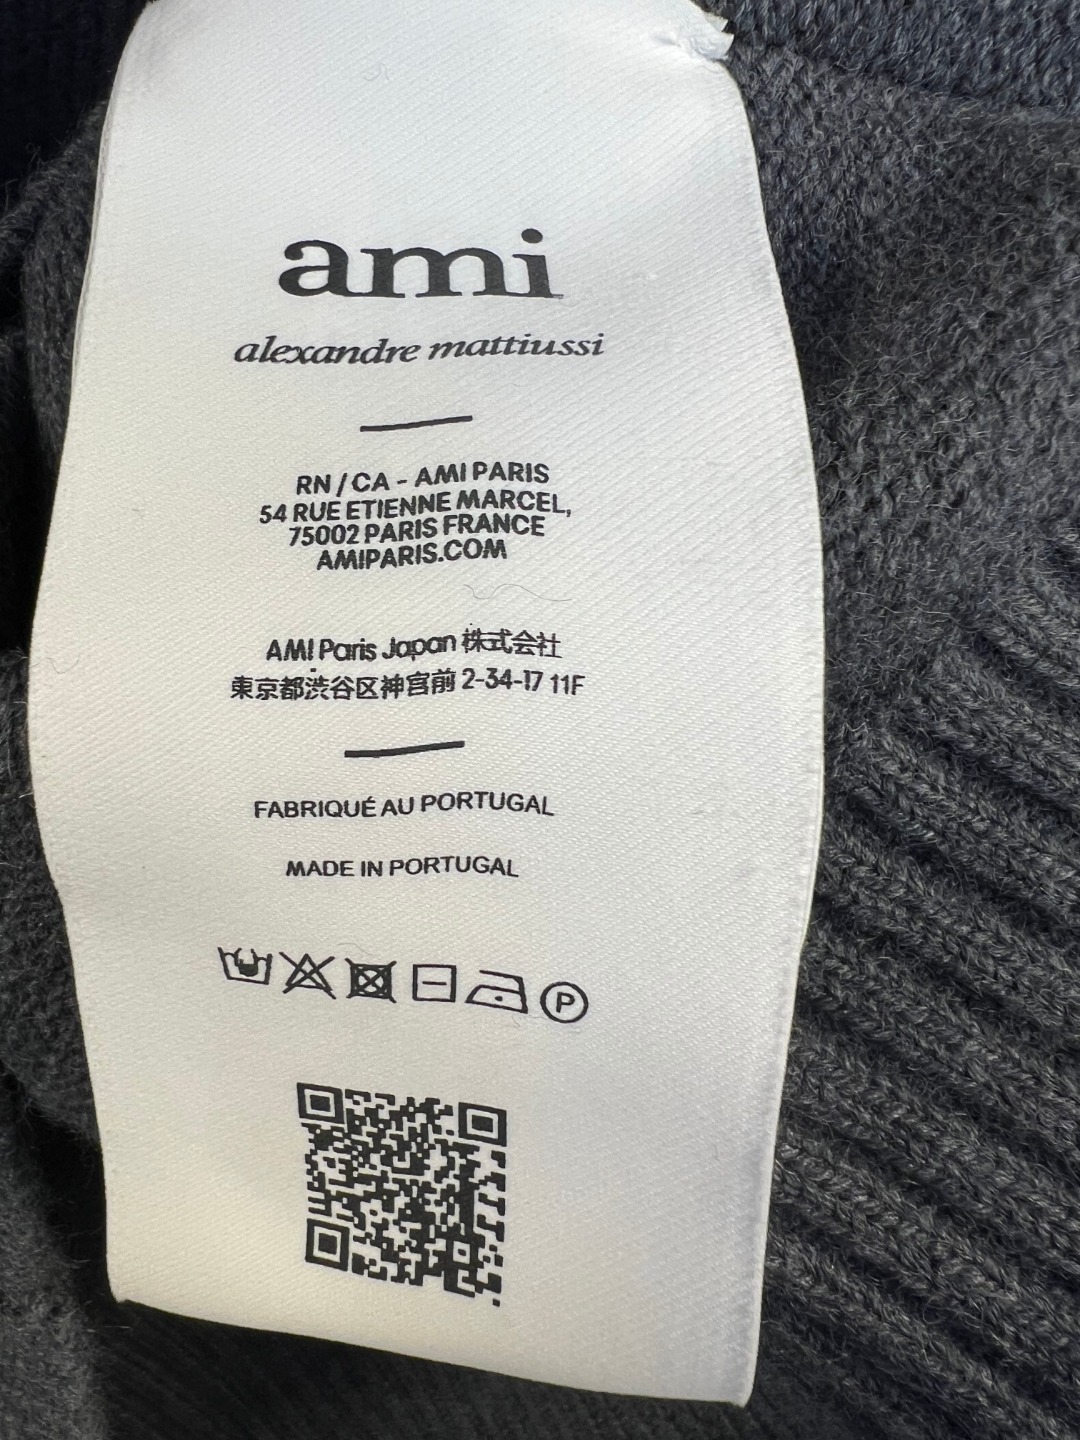 ami
alexandre mattiussi
RN / CA - AMI PARIS
54 RUE ETIENNE MARCEL,
75002 PARIS FRANCE
AMIPARIS.COM
AMI Paris Japan 株式会社
東京都渋谷区神宮前 2-34-17 11F
FABRIQUÉ AU PORTUGAL
MADE IN PORTUGAL
P